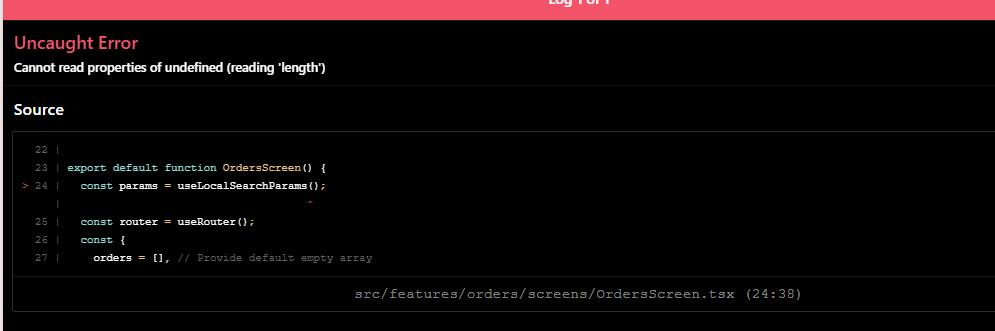 Log 1 of 1
Uncaught Error
Cannot read properties of undefined (reading 'length')
Source
22 |
23 | export default function OrdersScreen() {
> 24 |   const params = useLocalSearchParams();
|                                      ^
25 |   const router = useRouter();
26 |   const {
27 |     orders = [], // Provide default empty array
src/features/orders/screens/OrdersScreen.tsx (24:38)